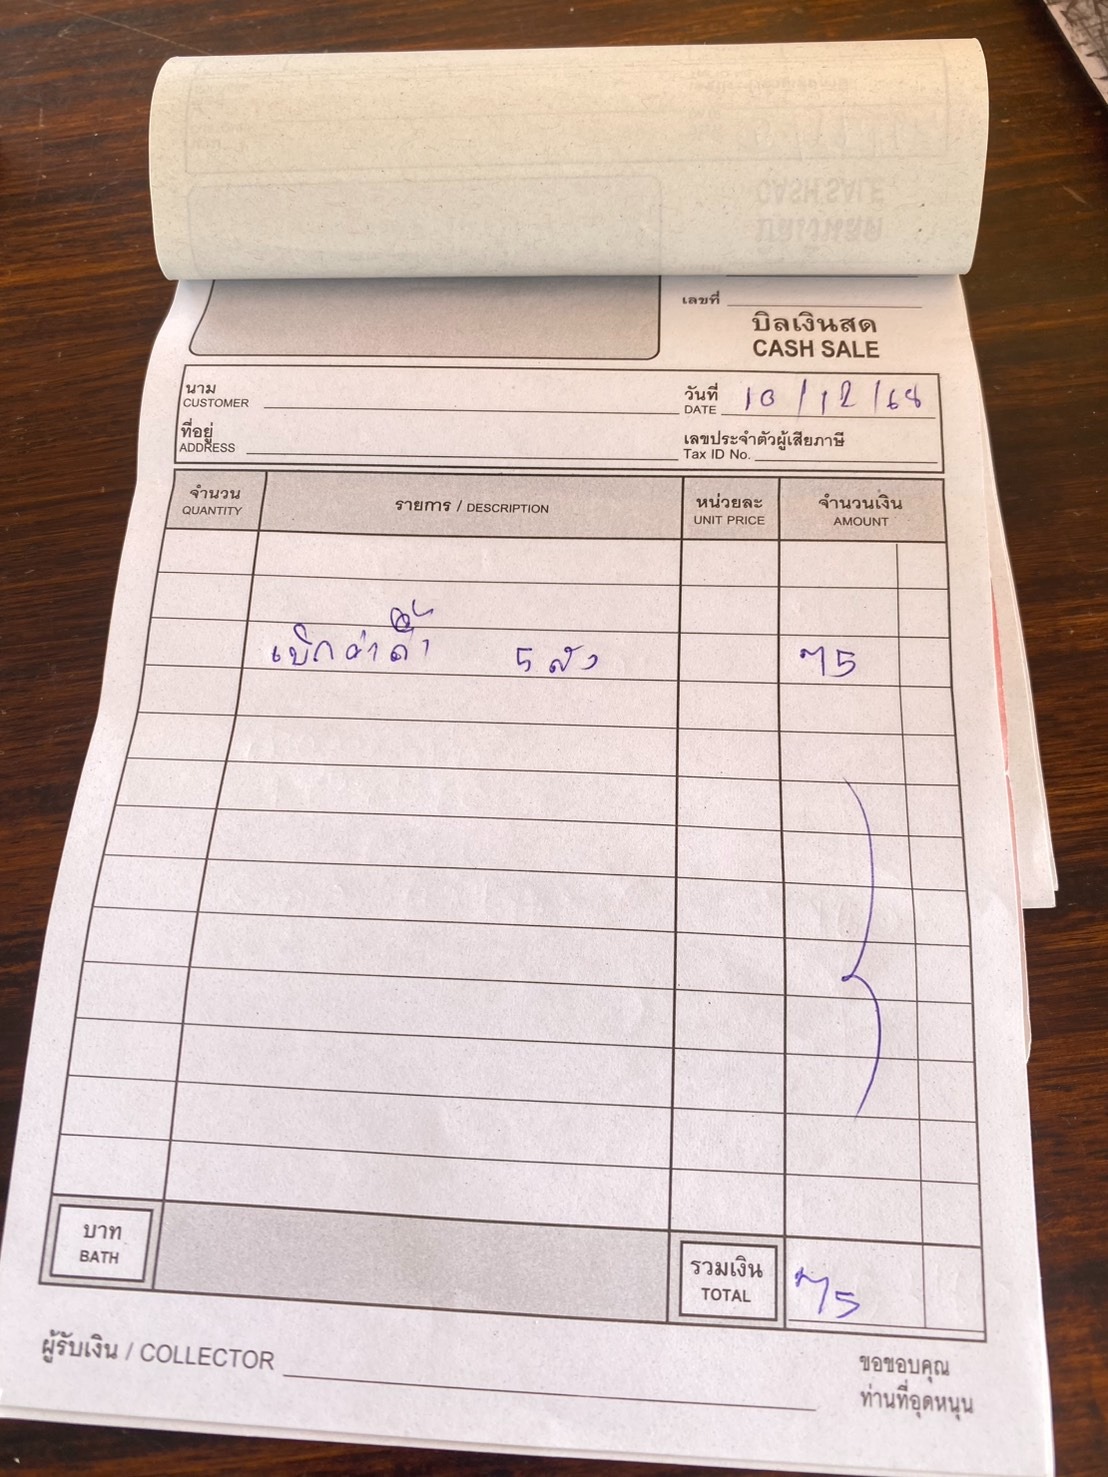 เลขที่
บิลเงินสด
CASH SALE
นาม
CUSTOMER
วันที่ 10/12/68
DATE
ที่อยู่
ADDRESS
เลขประจำตัวผู้เสียภาษี
Tax ID No.
จำนวน รายการ / DESCRIPTION หน่วยละ จำนวนเงิน
QUANTITY UNIT PRICE AMOUNT
เบิกค่า 5 ลัง 75
บาท
BATH
รวมเงิน 75
TOTAL
ผู้รับเงิน / COLLECTOR
ขอขอบคุณ
ท่านที่อุดหนุน